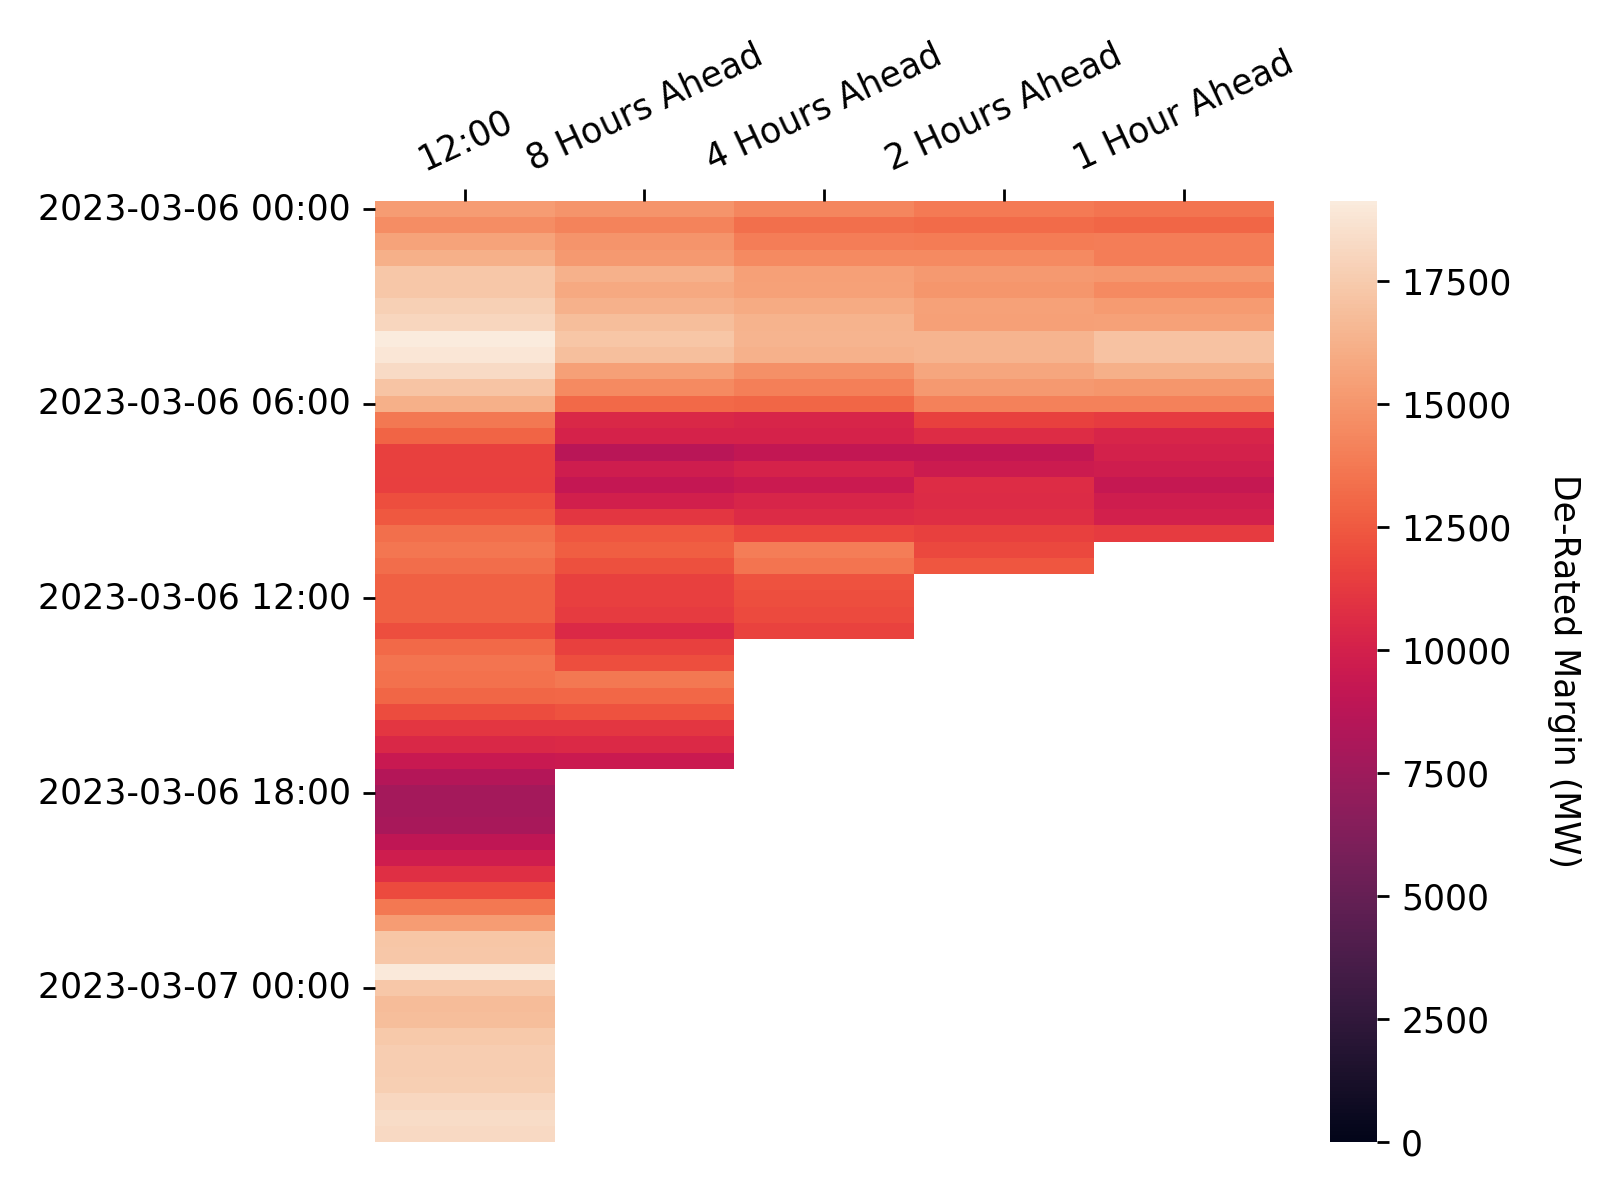 12:00
8 Hours Ahead
4 Hours Ahead
2 Hours Ahead
1 Hour Ahead
2023-03-06 00:00
2023-03-06 06:00
2023-03-06 12:00
2023-03-06 18:00
2023-03-07 00:00
17500
15000
12500
10000
7500
5000
2500
0
De-Rated Margin (MW)